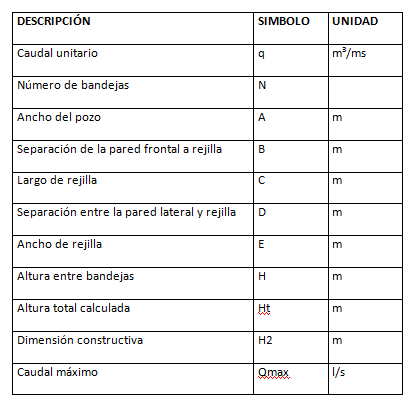 DESCRIPCIÓN SIMBOLO UNIDAD
Caudal unitario q m³/ms
Número de bandejas N
Ancho del pozo A m
Separación de la pared frontal a rejilla B m
Largo de rejilla C m
Separación entre la pared lateral y rejilla D m
Ancho de rejilla E m
Altura entre bandejas H m
Altura total calculada Ht m
Dimensión constructiva H2 m
Caudal máximo Qmax l/s